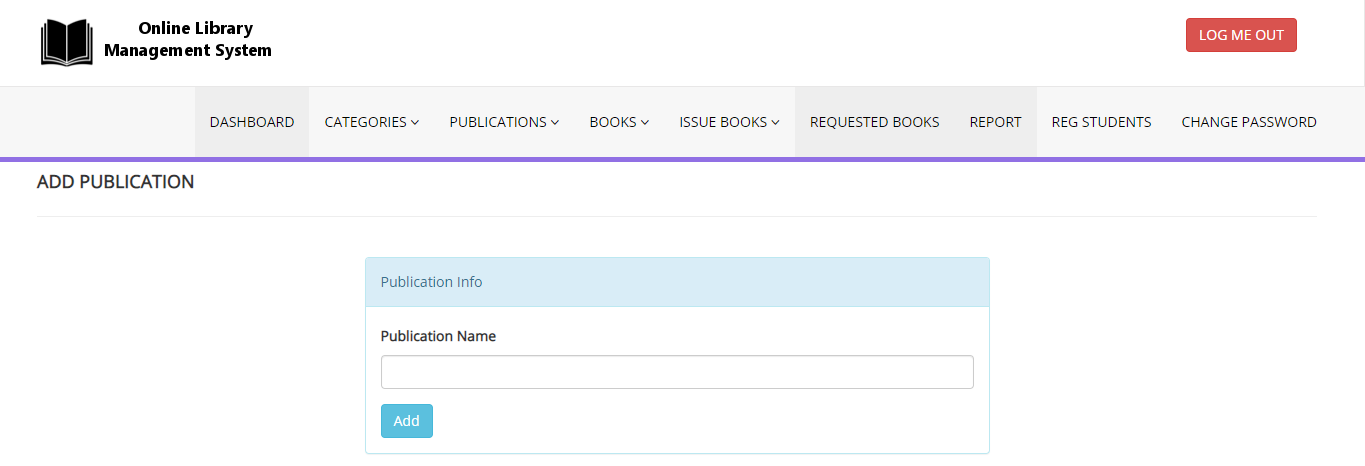 Online Library
Management System
LOG ME OUT
DASHBOARD CATEGORIES PUBLICATIONS BOOKS ISSUE BOOKS REQUESTED BOOKS REPORT REG STUDENTS CHANGE PASSWORD
ADD PUBLICATION
Publication Info
Publication Name
Add